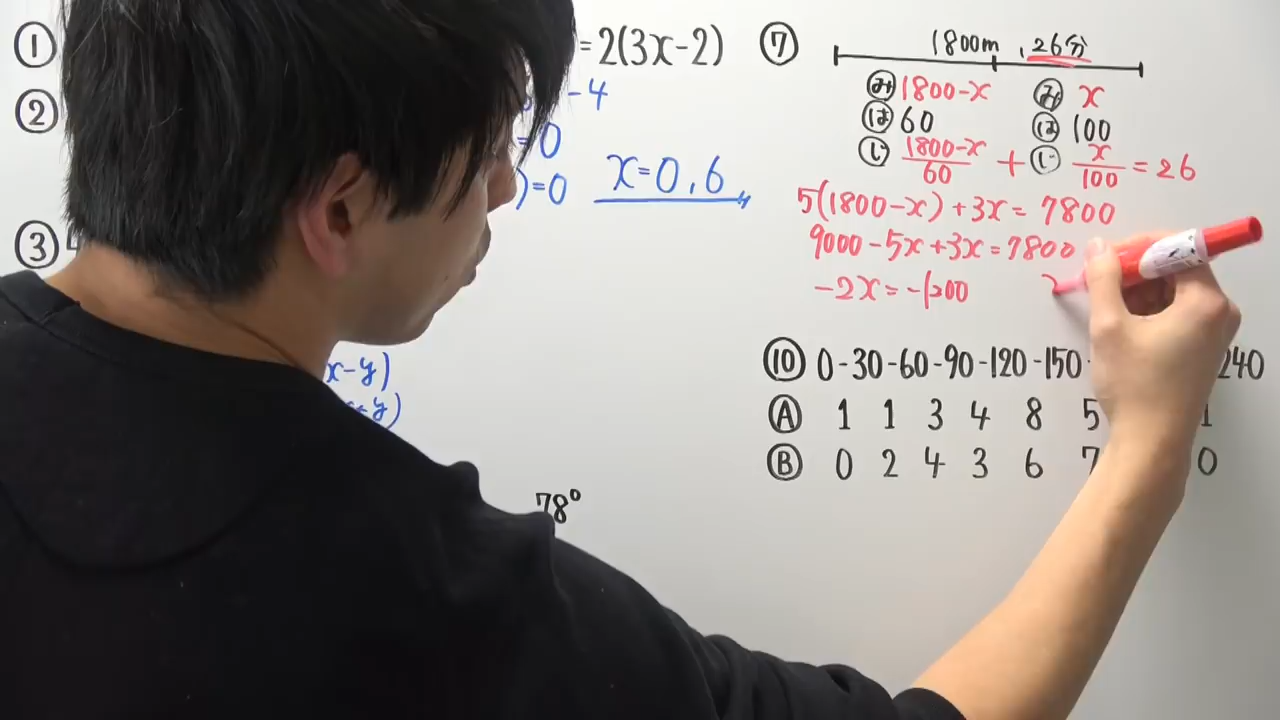 ①
=2(3x-2)
-4
②
=0
)=0
x=0,6
③
x-y)
x-y)
78°
⑦ 1800m, 26分
み 1800-x み x
は 60 は 100
じ (1800-x)/60 + じ x/100 = 26
5(1800-x)+3x=7800
9000-5x+3x=7800
-2x=-1200
⑩ 0-30-60-90-120-150- 240
Ⓐ 1 1 3 4 8 5 1
Ⓑ 0 2 4 3 6 7 0